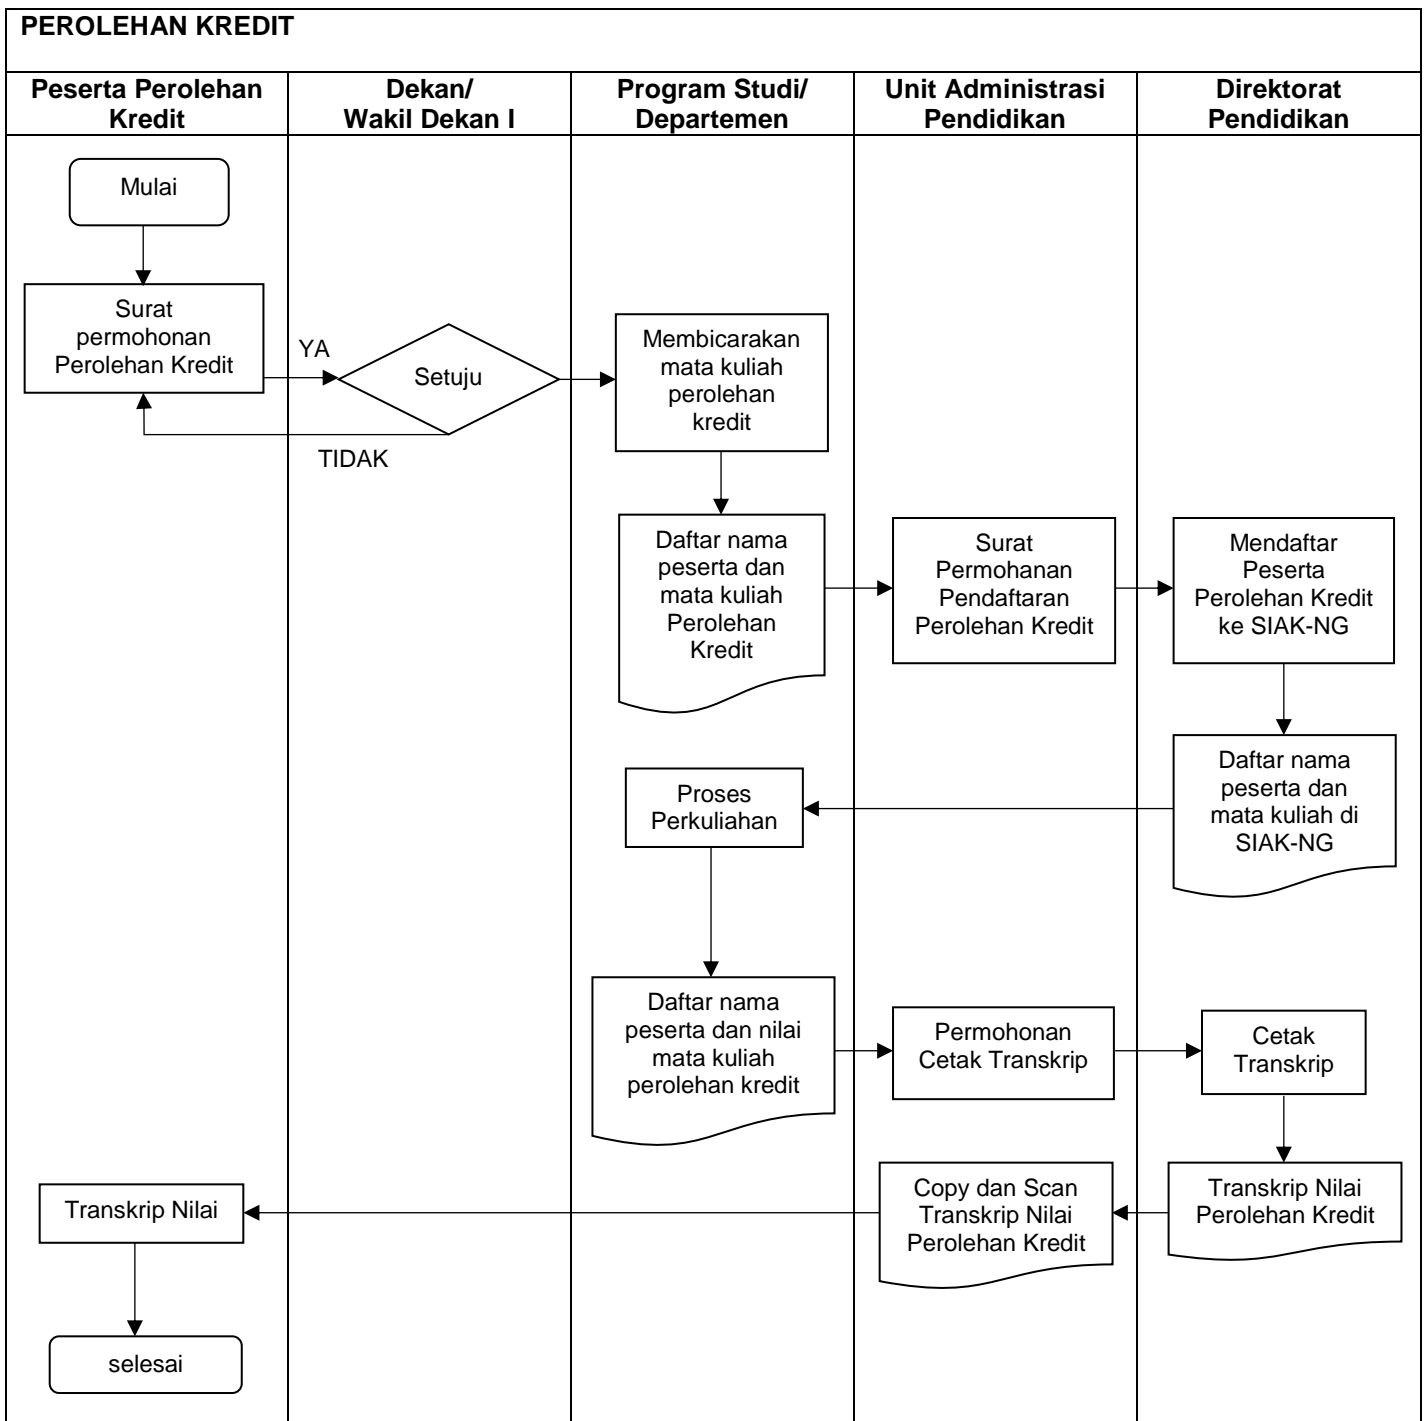 PEROLEHAN KREDIT
Peserta Perolehan
Kredit
Dekan/
Wakil Dekan I
Program Studi/
Departemen
Unit Administrasi
Pendidikan
Direktorat
Pendidikan
Mulai
Surat
permohonan
Perolehan Kredit
YA
Setuju
TIDAK
Membicarakan
mata kuliah
perolehan
kredit
Daftar nama
peserta dan
mata kuliah
Perolehan
Kredit
Surat
Permohanan
Pendaftaran
Perolehan Kredit
Mendaftar
Peserta
Perolehan Kredit
ke SIAK-NG
Daftar nama
peserta dan
mata kuliah di
SIAK-NG
Proses
Perkuliahan
Daftar nama
peserta dan nilai
mata kuliah
perolehan kredit
Permohonan
Cetak Transkrip
Cetak
Transkrip
Transkrip Nilai
Perolehan Kredit
Copy dan Scan
Transkrip Nilai
Perolehan Kredit
Transkrip Nilai
selesai